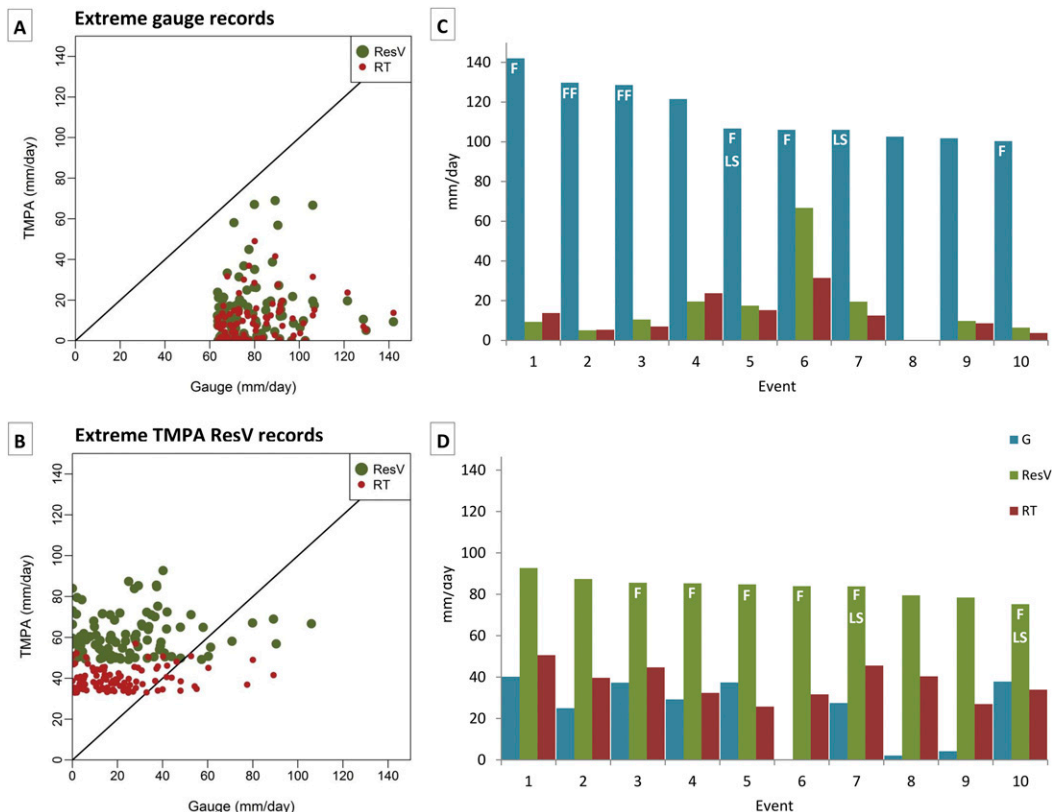 A
Extreme gauge records
ResV
RT
TMPA (mm/day)
140
120
100
80
60
40
20
0
0 20 40 60 80 100 120 140
Gauge (mm/day)
C
mm/day
140
120
100
80
60
40
20
0
F
FF
FF
F
LS
F
LS
F
1 2 3 4 5 6 7 8 9 10
Event
B
Extreme TMPA ResV records
ResV
RT
TMPA (mm/day)
140
120
100
80
60
40
20
0
0 20 40 60 80 100 120 140
Gauge (mm/day)
D
G
ResV
RT
mm/day
140
120
100
80
60
40
20
0
F
F
F
F
F
LS
F
LS
1 2 3 4 5 6 7 8 9 10
Event